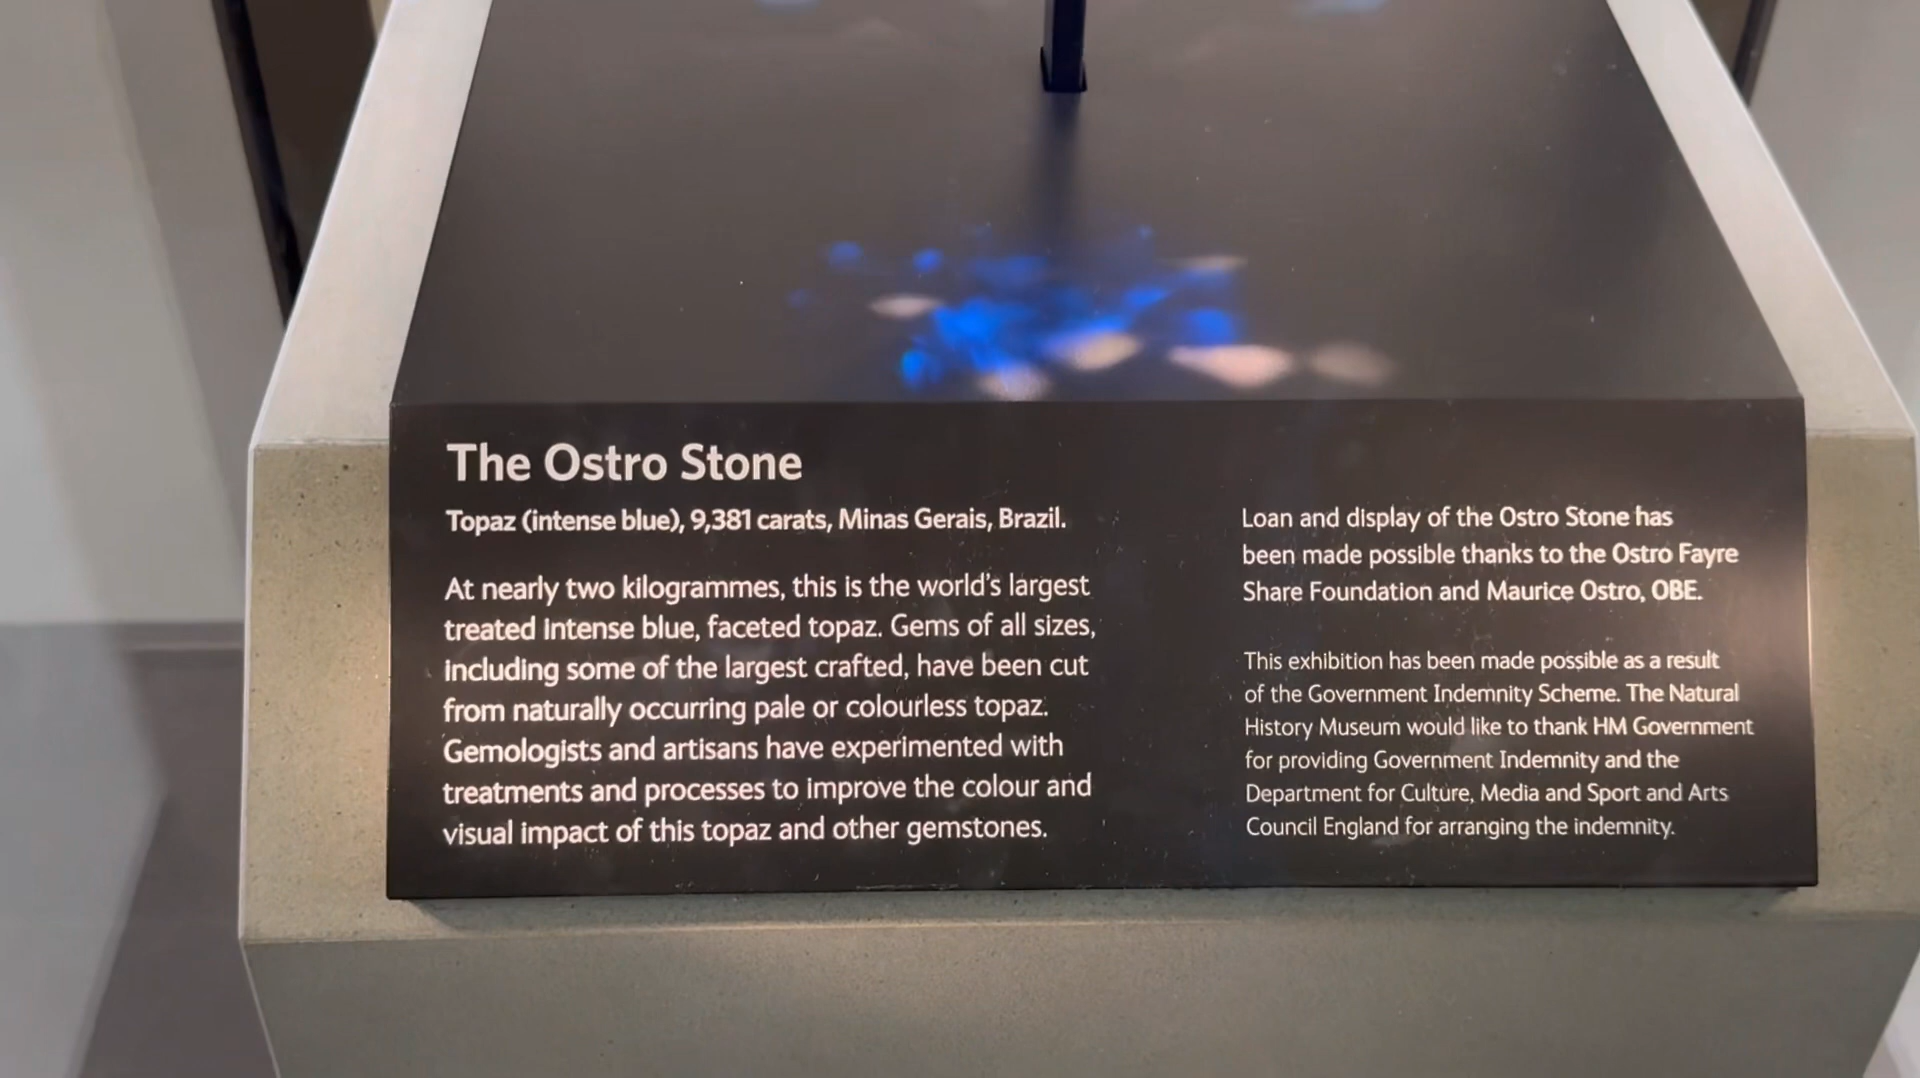 The Ostro Stone
Topaz (intense blue), 9,381 carats, Minas Gerais, Brazil.
At nearly two kilogrammes, this is the world's largest
treated intense blue, faceted topaz. Gems of all sizes,
including some of the largest crafted, have been cut
from naturally occurring pale or colourless topaz.
Gemologists and artisans have experimented with
treatments and processes to improve the colour and
visual impact of this topaz and other gemstones.
Loan and display of the Ostro Stone has
been made possible thanks to the Ostro Fayre
Share Foundation and Maurice Ostro, OBE.
This exhibition has been made possible as a result
of the Government Indemnity Scheme. The Natural
History Museum would like to thank HM Government
for providing Government Indemnity and the
Department for Culture, Media and Sport and Arts
Council England for arranging the indemnity.